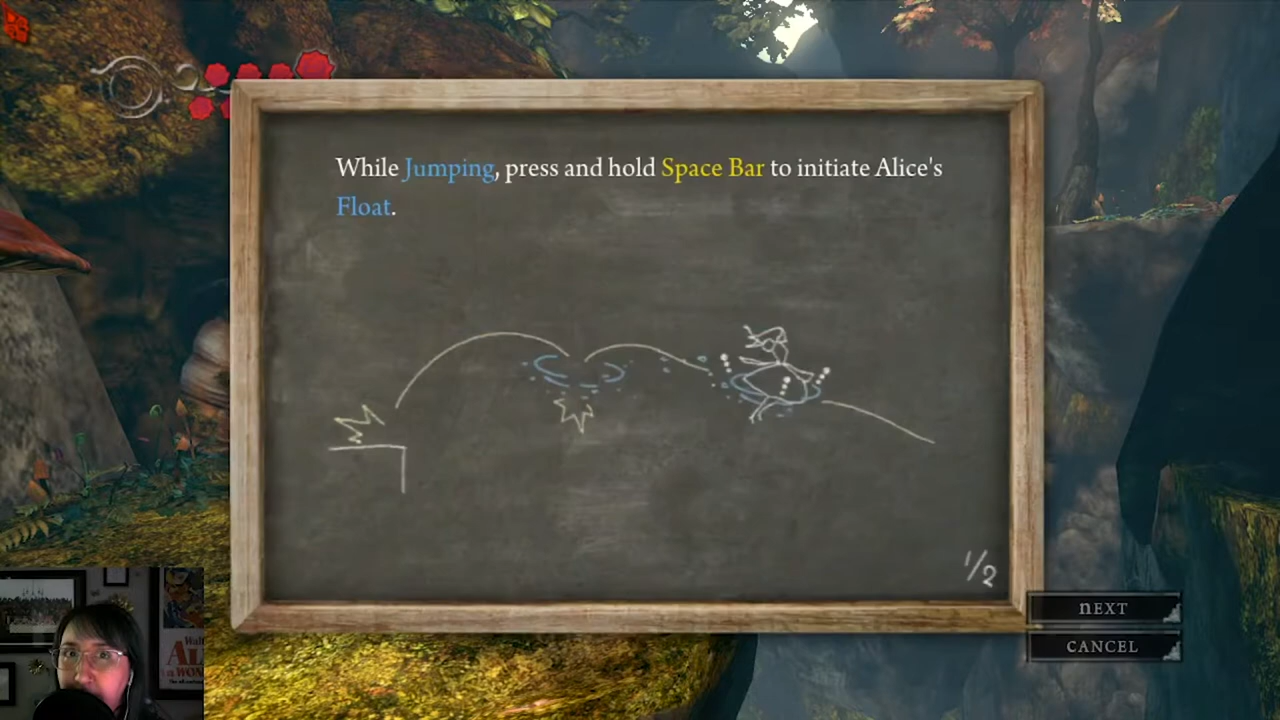 While Jumping, press and hold Space Bar to initiate Alice's
Float.
1/2
NEXT
CANCEL